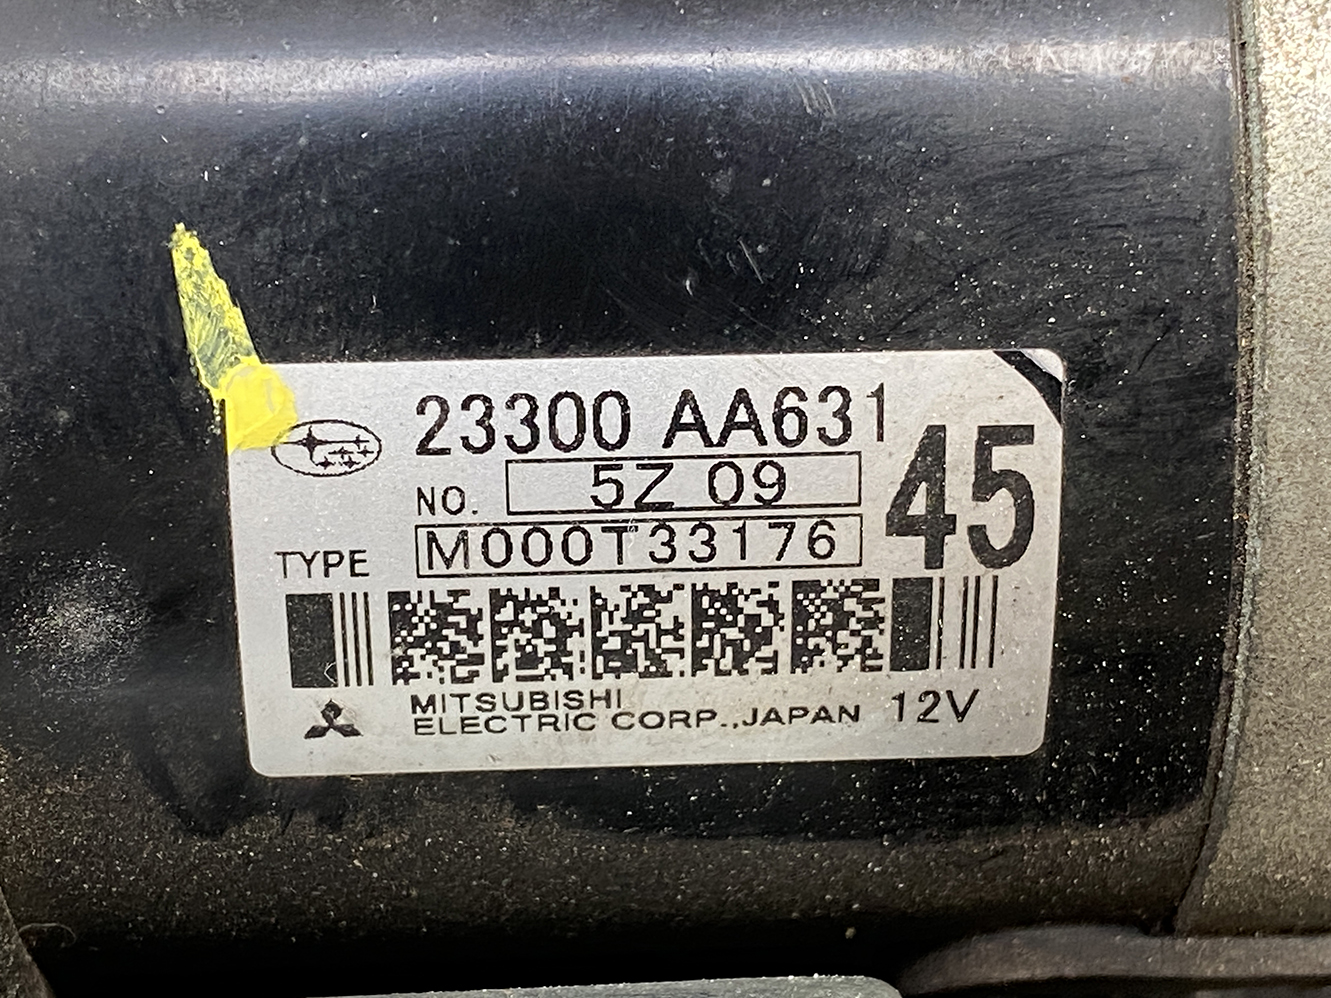 23300 AA631
NO. 5Z 09
45
TYPE M000T33176
MITSUBISHI
ELECTRIC CORP.,JAPAN 12V